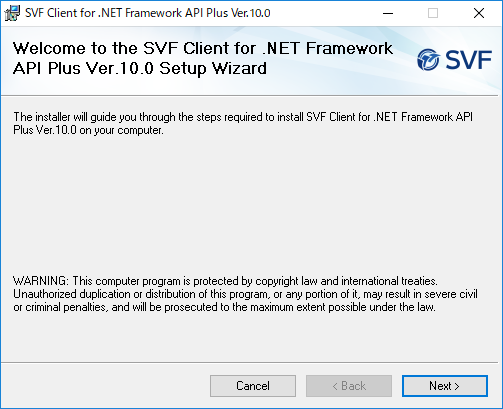 SVF Client for .NET Framework API Plus Ver.10.0
Welcome to the SVF Client for .NET Framework
API Plus Ver.10.0 Setup Wizard
SVF
The installer will guide you through the steps required to install SVF Client for .NET Framework API
Plus Ver.10.0 on your computer.
WARNING: This computer program is protected by copyright law and international treaties.
Unauthorized duplication or distribution of this program, or any portion of it, may result in severe civil
or criminal penalties, and will be prosecuted to the maximum extent possible under the law.
Cancel
< Back
Next >